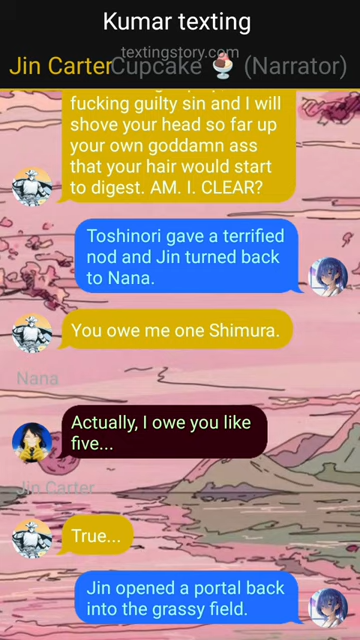 Kumar texting
textingstory.com
Jin Carter Cupcake 🍨 (Narrator)
fucking guilty sin and I will
shove your head so far up
your own goddamn ass
that your hair would start
to digest. AM. I. CLEAR?
Toshinori gave a terrified
nod and Jin turned back
to Nana.
You owe me one Shimura.
Nana
Actually, I owe you like
five...
Jin Carter
True...
Jin opened a portal back
into the grassy field.